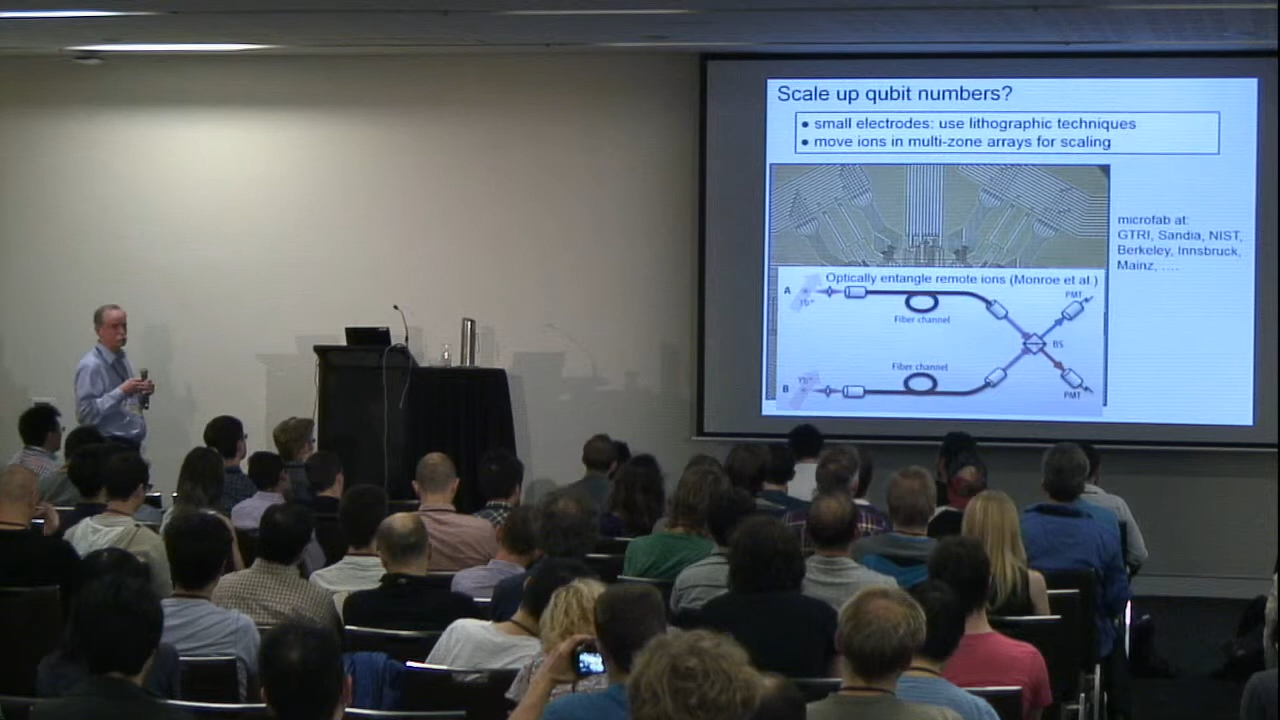 Scale up qubit numbers?
• small electrodes: use lithographic techniques
• move ions in multi-zone arrays for scaling
microfab at:
GTRI, Sandia, NIST,
Berkeley, Innsbruck,
Mainz, ....
Optically entangle remote ions (Monroe et al.)
A
Yb+
Fiber channel
PMT
BS
Fiber channel
B
Yb+
PMT